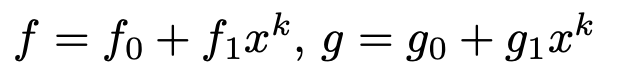 f = f₀ + f₁xᵏ, g = g₀ + g₁xᵏ